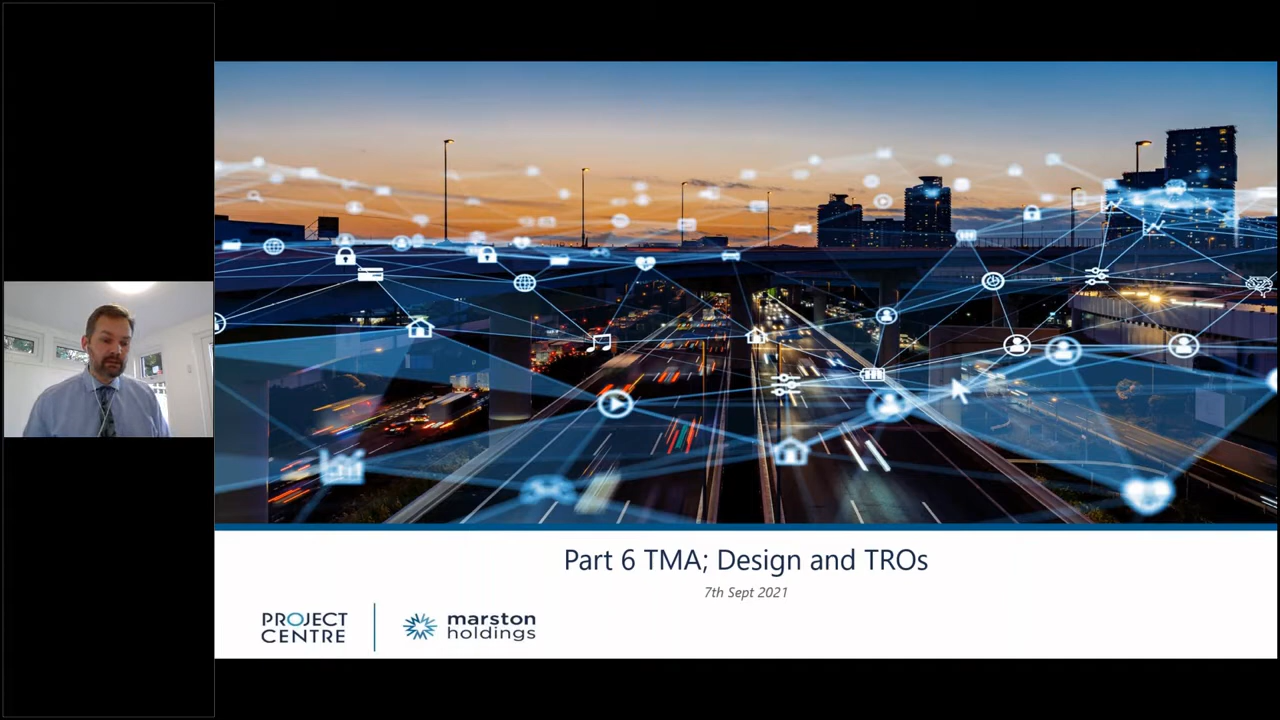 Part 6 TMA; Design and TROs
7th Sept 2021
PROJECT
CENTRE
marston
holdings